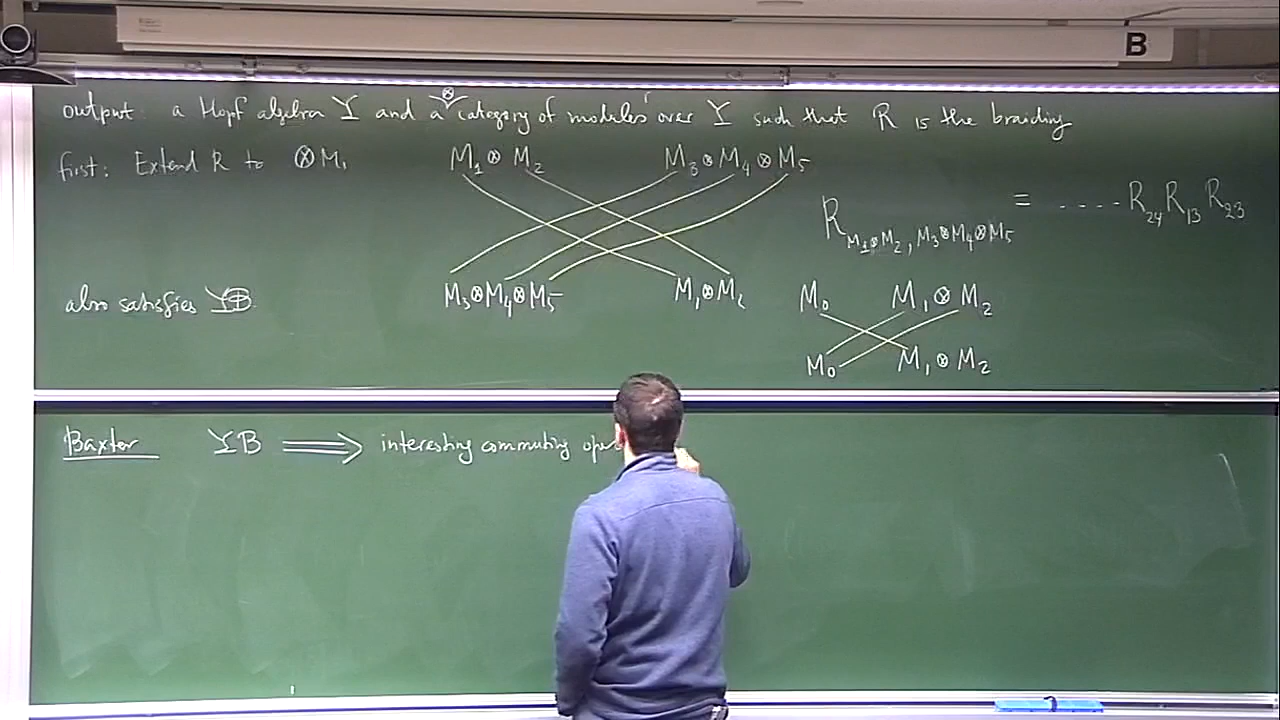 B
output: a Hopf algebra Y and a ⊗ category of modules over Y such that R is the braiding
first: Extend R to ⊗M₁
M₁ ⊗ M₂ M₃ ⊗ M₄ ⊗ M₅
R_{M₁⊗M₂, M₃⊗M₄⊗M₅} = .... R₂₄ R₁₃ R₂₃
also satisfies YB
M₃⊗M₄⊗M₅ M₁⊗M₂
M₀ M₁ ⊗ M₂
M₀ M₁ ⊗ M₂
Baxter YB ⟹ interesting commuting ope